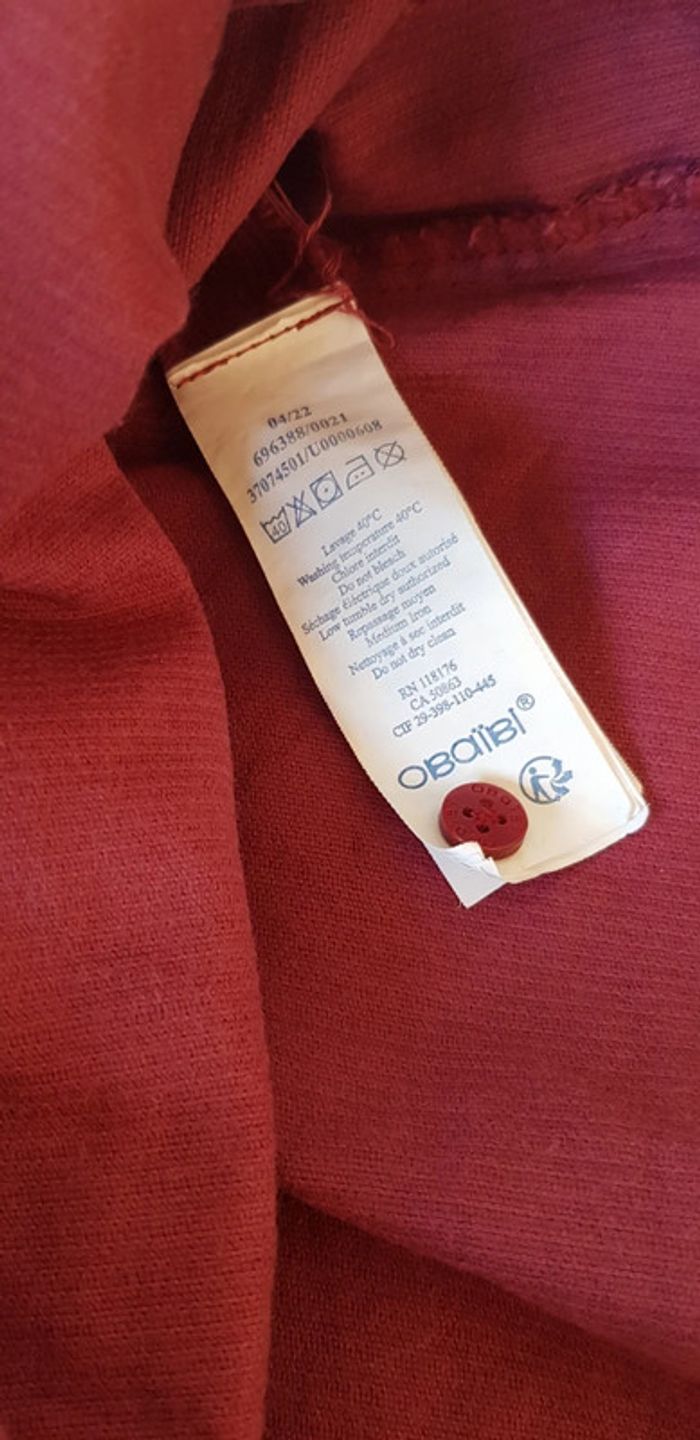 04/22
696388/0021
37074501/U0000608
40
Lavage 40°C
Washing temperature 40°C
Chlore interdit
Do not bleach
Séchage éléctrique doux autorisé
Low tumble dry authorized
Repassage moyen
Medium iron
Nettoyage à sec interdit
Do not dry clean
RN 118176
CA 50863
CIF 29-398-110-445
OBaïBI®